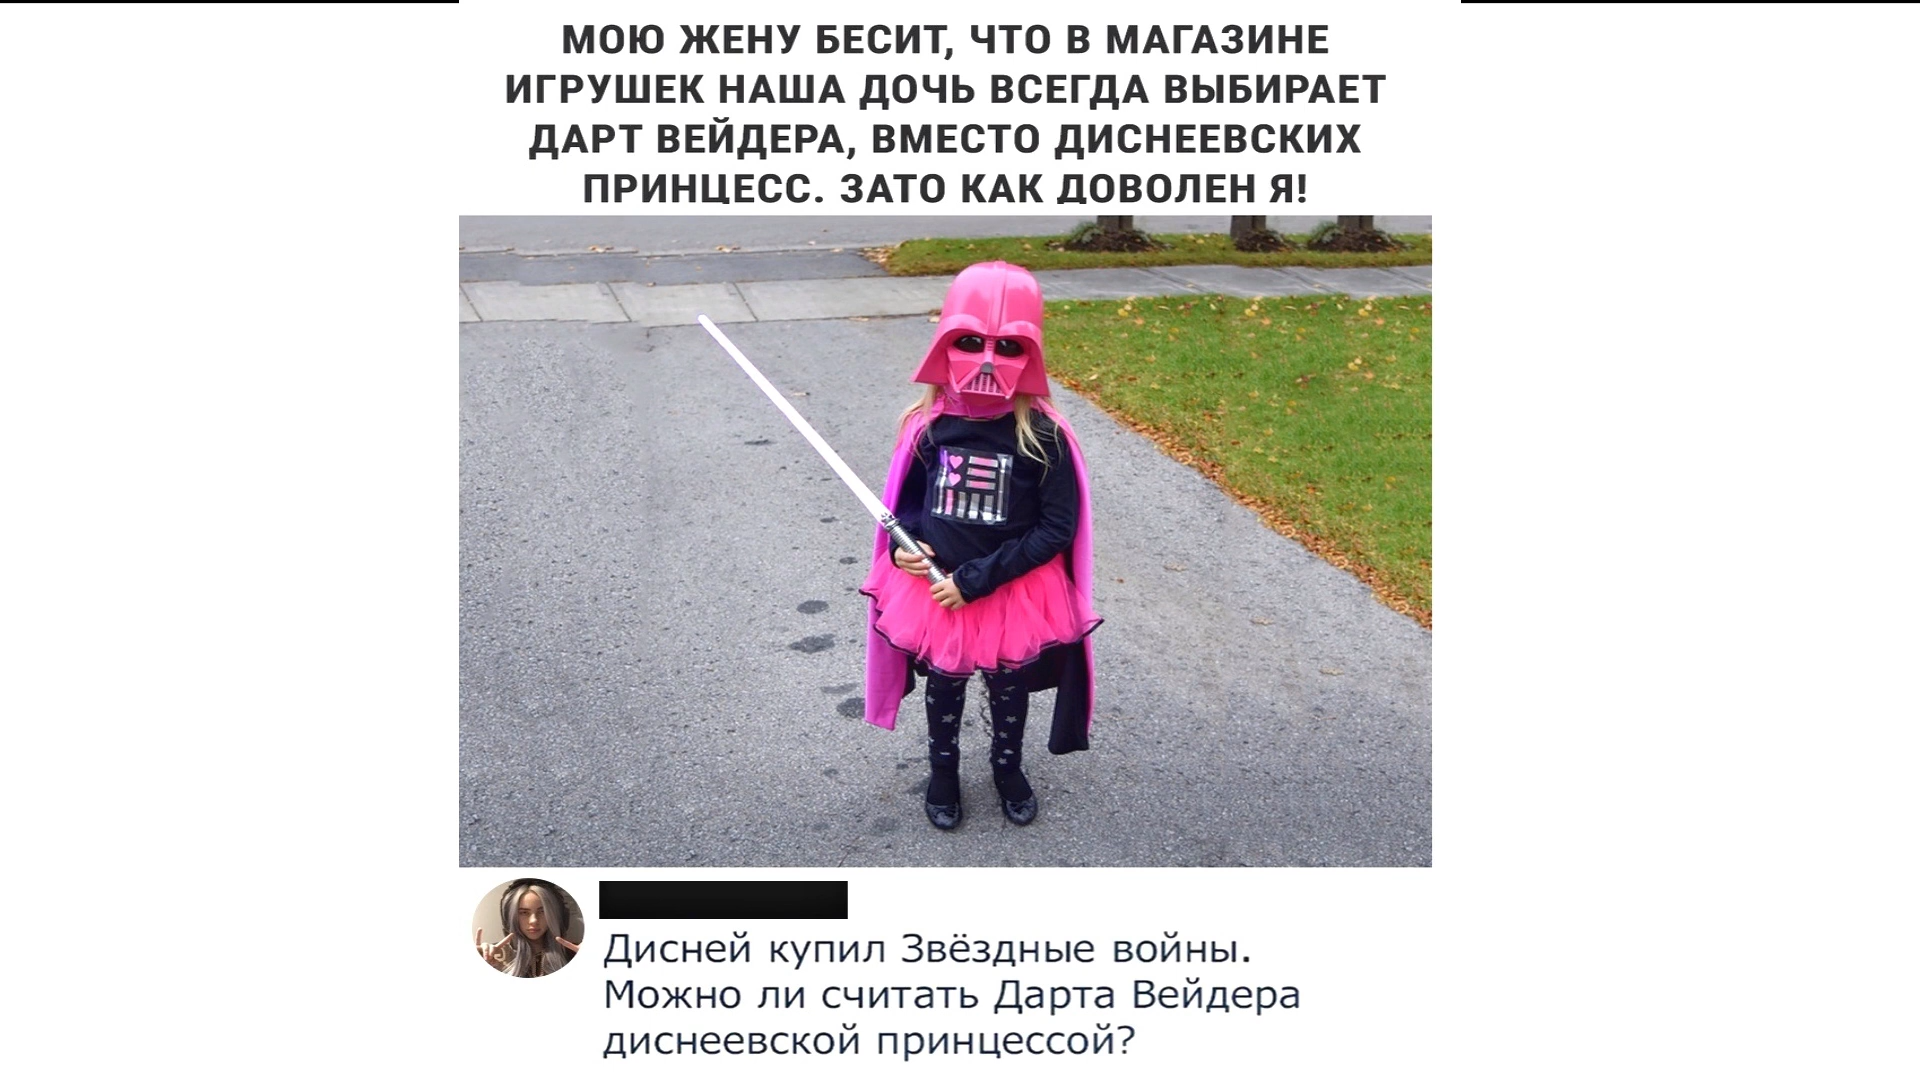 МОЮ ЖЕНУ БЕСИТ, ЧТО В МАГАЗИНЕ
ИГРУШЕК НАША ДОЧЬ ВСЕГДА ВЫБИРАЕТ
ДАРТ ВЕЙДЕРА, ВМЕСТО ДИСНЕЕВСКИХ
ПРИНЦЕСС. ЗАТО КАК ДОВОЛЕН Я!
Дисней купил Звёздные войны.
Можно ли считать Дарта Вейдера
диснеевской принцессой?